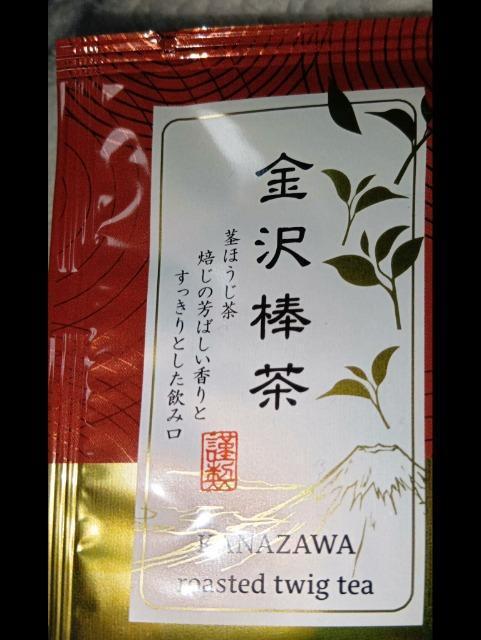 金沢棒茶
茎ほうじ茶
焙じの芳ばしい香りと
すっきりとした飲み口
謹製
KANAZAWA
roasted twig tea